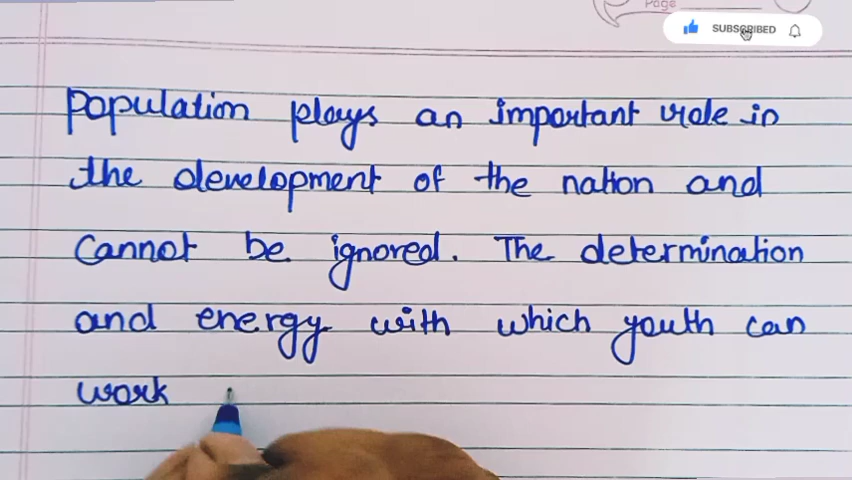 Page
SUBSCRIBED
Population plays an important role in
the development of the nation and
cannot be ignored. The determination
and energy with which youth can
work